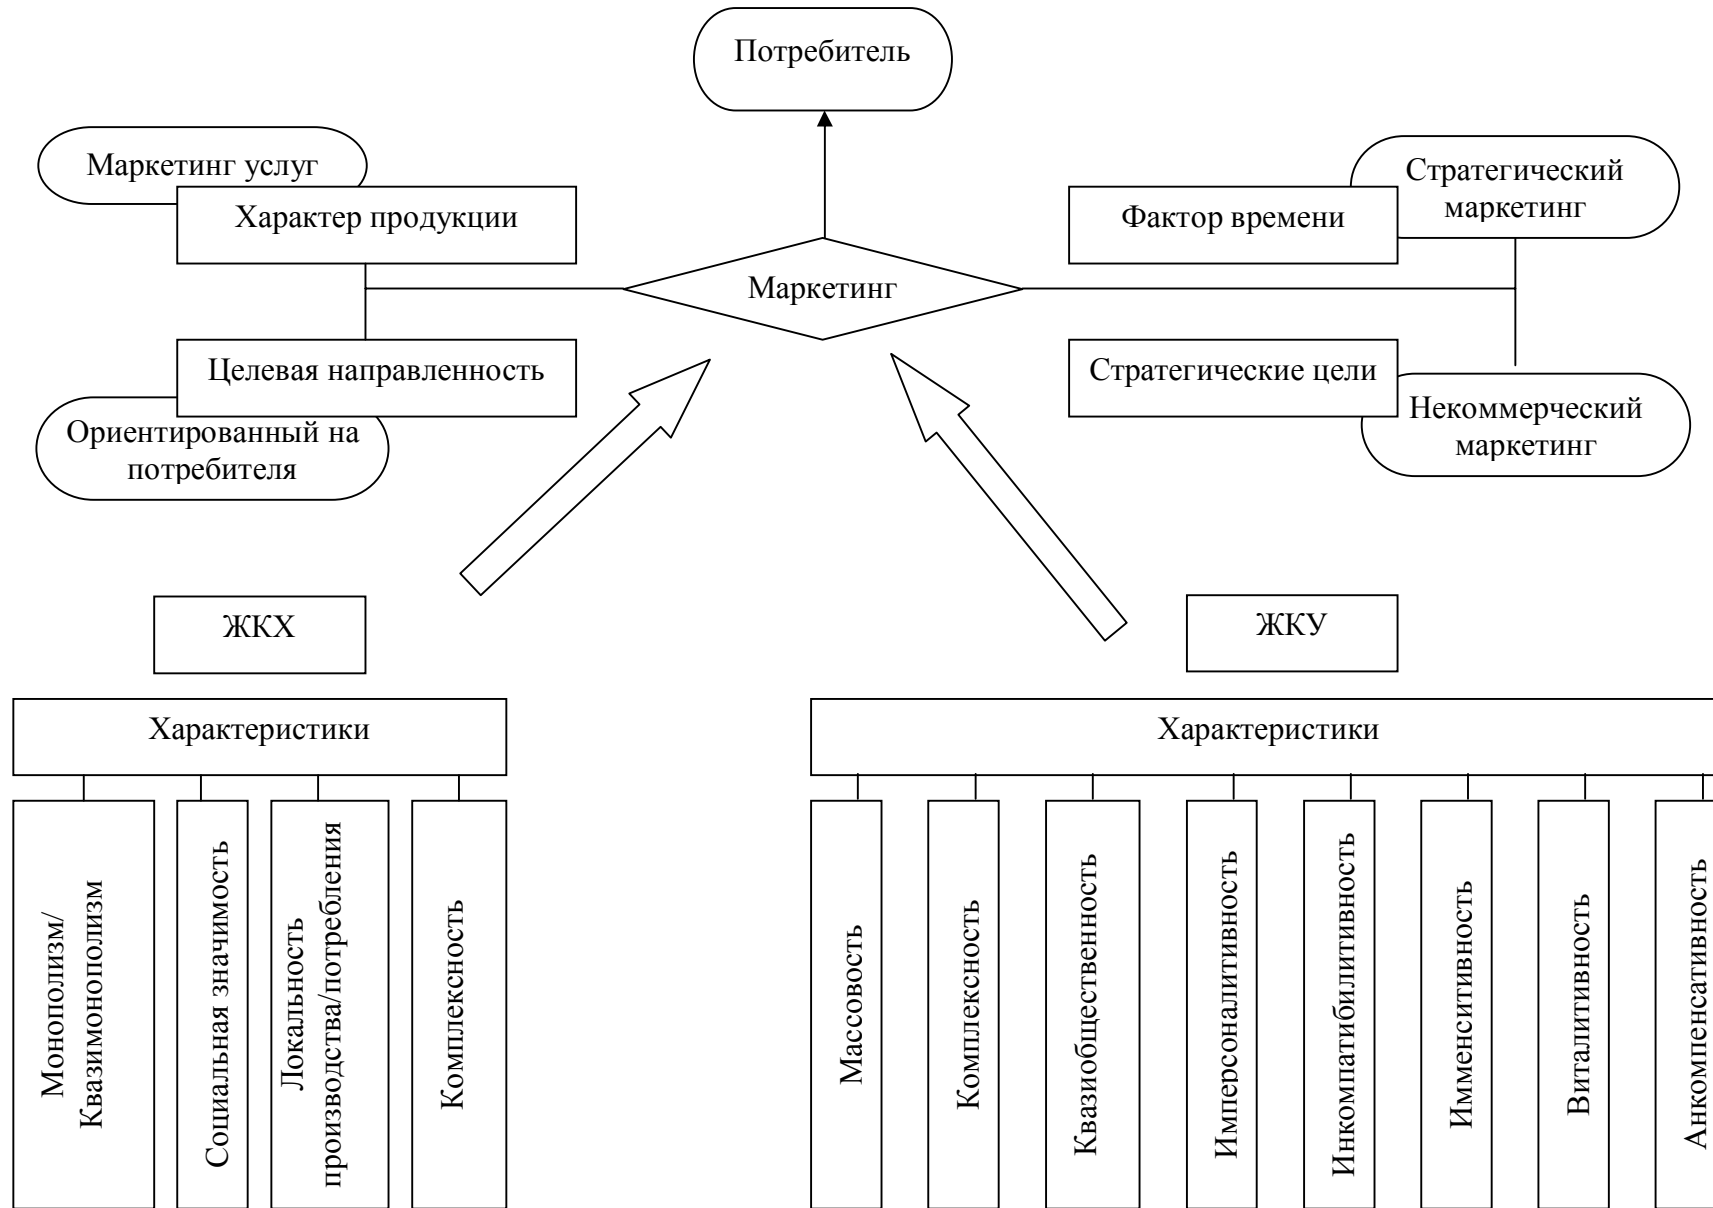 Потребитель
Маркетинг услуг
Характер продукции
Фактор времени
Стратегический
маркетинг
Маркетинг
Целевая направленность
Стратегические цели
Ориентированный на
потребителя
Некоммерческий
маркетинг
ЖКХ
ЖКУ
Характеристики
Характеристики
Монополизм/
Квазимонополизм
Социальная значимость
Локальность
производства/потребления
Комплексность
Массовость
Комплексность
Квазиобщественность
Имперсоналитивность
Инкомпатибилитивность
Имменситивность
Виталитивность
Анкомпенсативность